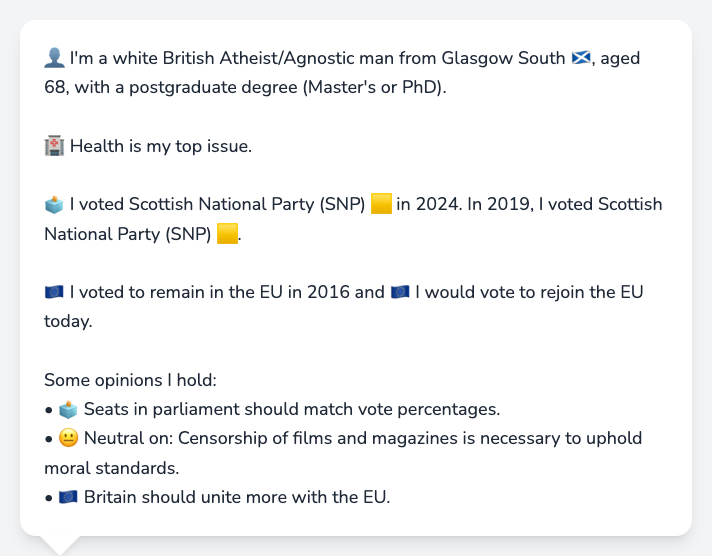 👤 I'm a white British Atheist/Agnostic man from Glasgow South 🏴󠁧󠁢󠁳󠁣󠁴󠁿, aged
68, with a postgraduate degree (Master's or PhD).
🏥 Health is my top issue.
🗳️ I voted Scottish National Party (SNP) 🟨 in 2024. In 2019, I voted Scottish
National Party (SNP) 🟨.
🇪🇺 I voted to remain in the EU in 2016 and 🇪🇺 I would vote to rejoin the EU
today.
Some opinions I hold:
• 🗳️ Seats in parliament should match vote percentages.
• 😐 Neutral on: Censorship of films and magazines is necessary to uphold
moral standards.
• 🇪🇺 Britain should unite more with the EU.